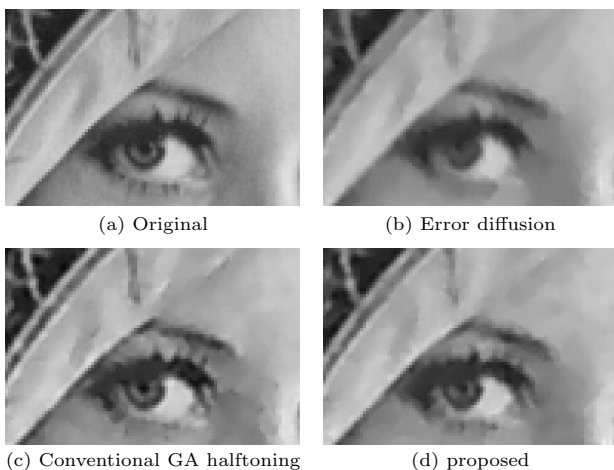 (a) Original
(b) Error diffusion
(c) Conventional GA halftoning
(d) proposed